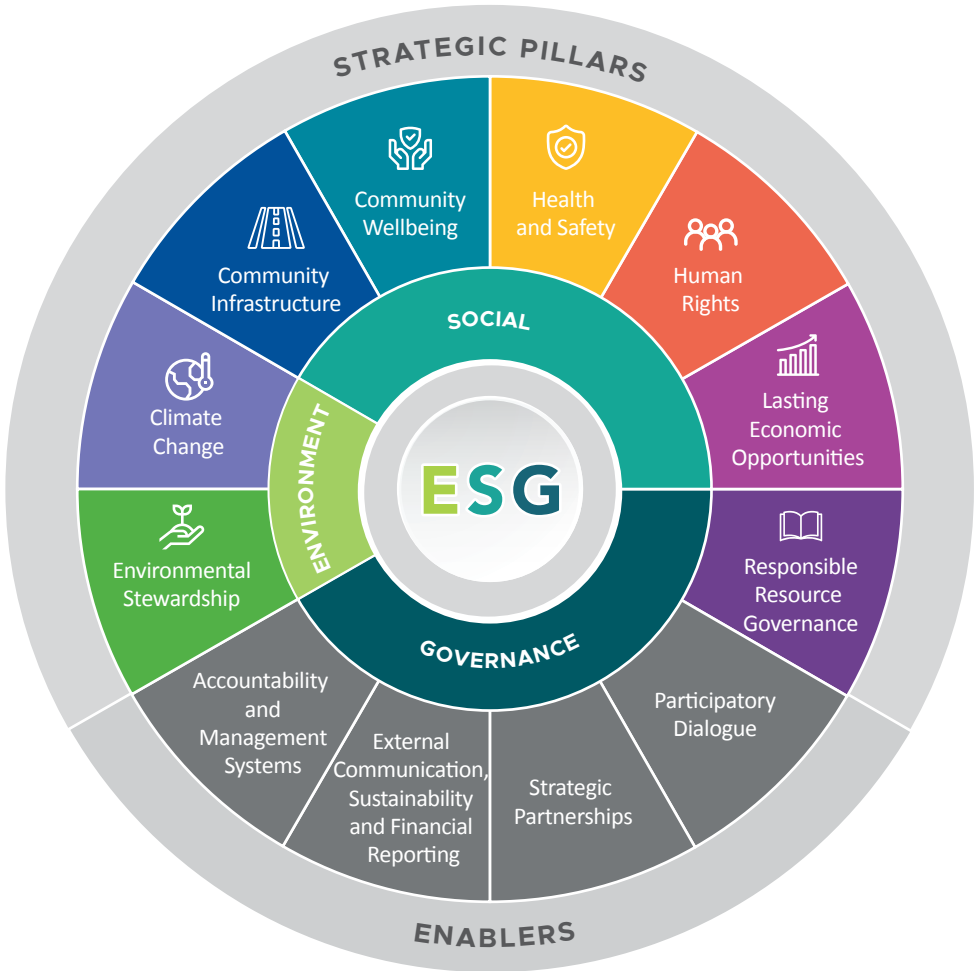 STRATEGIC PILLARS
Community
Wellbeing
Health
and Safety
Community
Infrastructure
Human
Rights
Climate
Change
Lasting
Economic
Opportunities
SOCIAL
ENVIRONMENT
ESG
Environmental
Stewardship
Responsible
Resource
Governance
GOVERNANCE
Accountability
and
Management
Systems
External
Communication,
Sustainability
and Financial
Reporting
Strategic
Partnerships
Participatory
Dialogue
ENABLERS